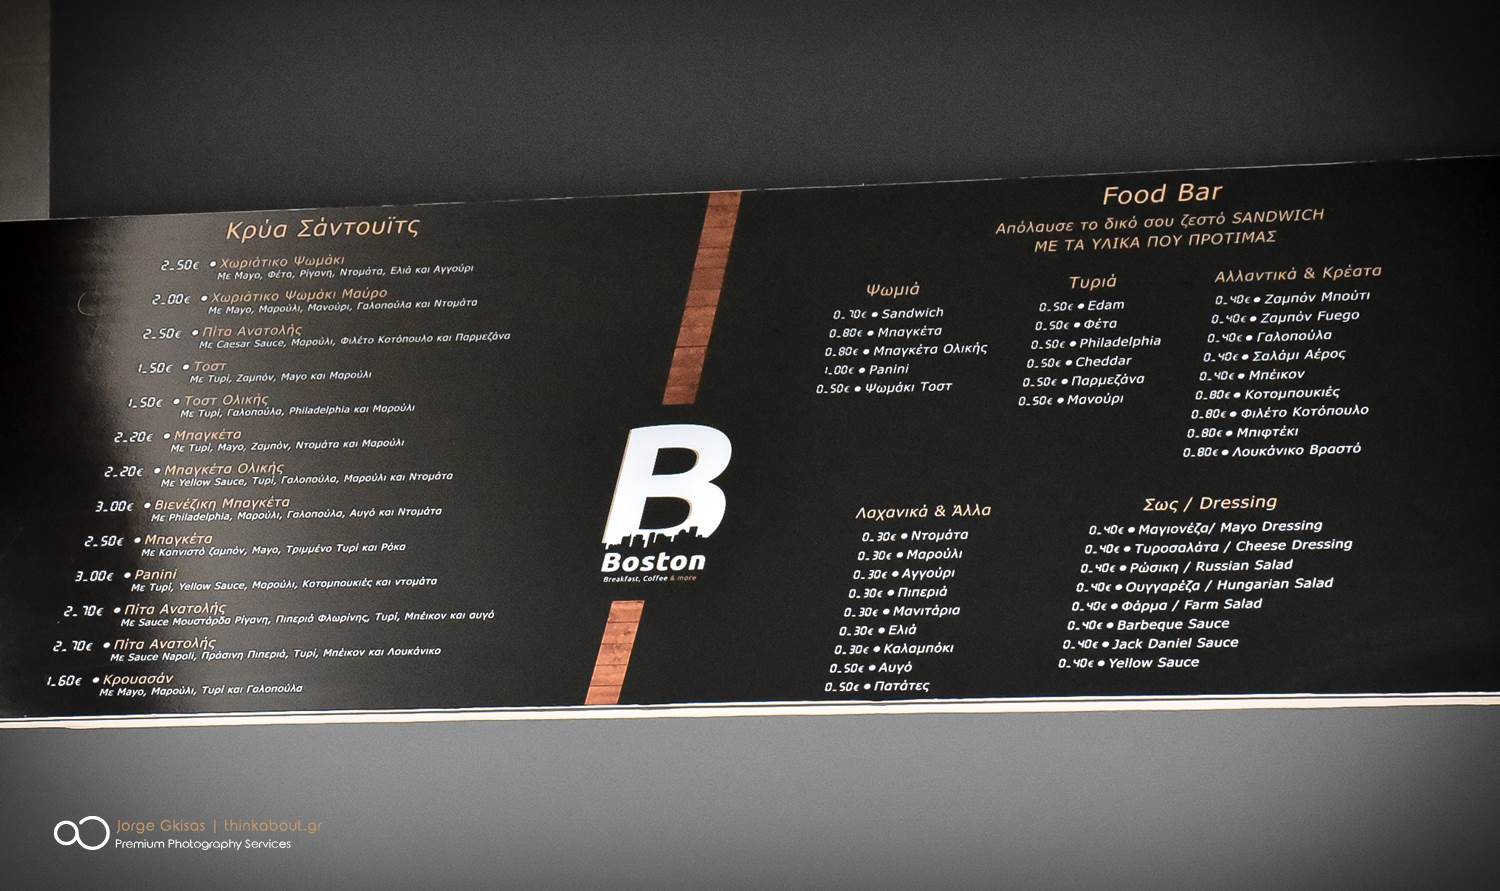 Κρύα Σάντουϊτς
2.50€ • Χωριάτικο Ψωμάκι
Με Mayo, Φέτα, Ρίγανη, Ντομάτα, Ελιά και Αγγούρι
2.00€ • Χωριάτικο Ψωμάκι Μαύρο
Με Mayo, Μαρούλι, Μανούρι, Γαλοπούλα και Ντομάτα
2.50€ • Πίτα Ανατολής
Με Caesar Sauce, Μαρούλι, Φιλέτο Κοτόπουλο και Παρμεζάνα
1.50€ • Τοστ
Με Τυρί, Ζαμπόν, Mayo και Μαρούλι
1.50€ • Τοστ Ολικής
Με Τυρί, Γαλοπούλα, Philadelphia και Μαρούλι
2.20€ • Μπαγκέτα
Με Τυρί, Mayo, Ζαμπόν, Ντομάτα και Μαρούλι
2.20€ • Μπαγκέτα Ολικής
Με Yellow Sauce, Τυρί, Γαλοπούλα, Μαρούλι και Ντομάτα
3.00€ • Βιενέζικη Μπαγκέτα
Με Philadelphia, Μαρούλι, Γαλοπούλα, Αυγό και Ντομάτα
2.50€ • Μπαγκέτα
Με Καπνιστό ζαμπόν, Mayo, Τριμμένο Τυρί και Ρόκα
3.00€ • Panini
Με Τυρί, Yellow Sauce, Μαρούλι, Κοτομπουκιές και ντομάτα
2.70€ • Πίτα Ανατολής
Με Sauce Μουστάρδα Ρίγανη, Πιπεριά Φλωρίνης, Τυρί, Μπέικον και αυγό
2.70€ • Πίτα Ανατολής
Με Sauce Napoli, Πράσινη Πιπεριά, Τυρί, Μπέικον και Λουκάνικο
1.60€ • Κρουασάν
Με Mayo, Μαρούλι, Τυρί και Γαλοπούλα
B
Boston
Breakfast, Coffee & more
Food Bar
Απόλαυσε το δικό σου ζεστό SANDWICH
ΜΕ ΤΑ ΥΛΙΚΑ ΠΟΥ ΠΡΟΤΙΜΑΣ
Ψωμιά
0.70€ • Sandwich
0.80€ • Μπαγκέτα
0.80€ • Μπαγκέτα Ολικής
1.00€ • Panini
0.50€ • Ψωμάκι Τοστ
Τυριά
0.50€ • Edam
0.50€ • Φέτα
0.50€ • Philadelphia
0.50€ • Cheddar
0.50€ • Παρμεζάνα
0.50€ • Μανούρι
Αλλαντικά & Κρέατα
0.40€ • Ζαμπόν Μπούτι
0.40€ • Ζαμπόν Fuego
0.40€ • Γαλοπούλα
0.40€ • Σαλάμι Αέρος
0.40€ • Μπέικον
0.80€ • Κοτομπουκιές
0.80€ • Φιλέτο Κοτόπουλο
0.80€ • Μπιφτέκι
0.80€ • Λουκάνικο Βραστό
Λαχανικά & Άλλα
0.30€ • Ντομάτα
0.30€ • Μαρούλι
0.30€ • Αγγούρι
0.30€ • Πιπεριά
0.30€ • Μανιτάρια
0.30€ • Ελιά
0.30€ • Καλαμπόκι
0.50€ • Αυγό
0.50€ • Πατάτες
Σως / Dressing
0.40€ • Μαγιονέζα/ Mayo Dressing
0.40€ • Τυροσαλάτα / Cheese Dressing
0.40€ • Ρώσικη / Russian Salad
0.40€ • Ουγγαρέζα / Hungarian Salad
0.40€ • Φάρμα / Farm Salad
0.40€ • Barbeque Sauce
0.40€ • Jack Daniel Sauce
0.40€ • Yellow Sauce
Jorge Gkisas | thinkabout.gr
Premium Photography Services